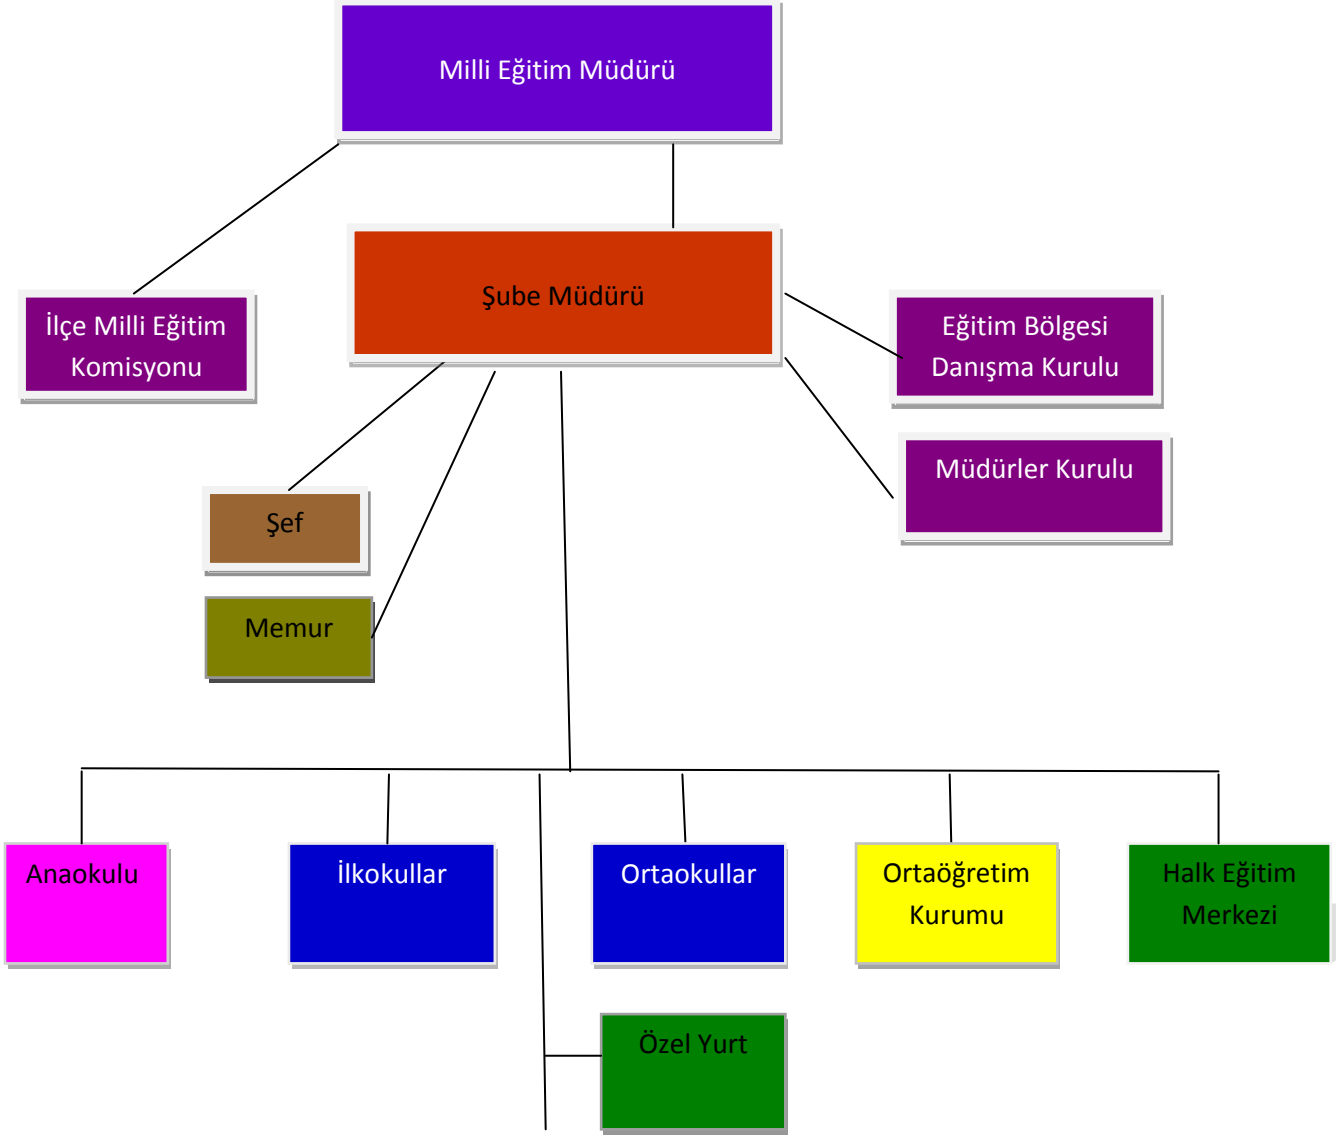 Milli Eğitim Müdürü
Şube Müdürü
İlçe Milli Eğitim
Komisyonu
Eğitim Bölgesi
Danışma Kurulu
Müdürler Kurulu
Şef
Memur
Anaokulu
İlkokullar
Ortaokullar
Ortaöğretim
Kurumu
Halk Eğitim
Merkezi
Özel Yurt